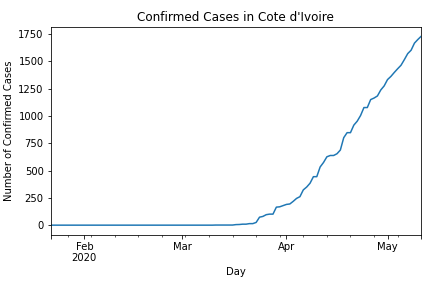 Confirmed Cases in Cote d'Ivoire
Number of Confirmed Cases
1750
1500
1250
1000
750
500
250
0
Feb
2020
Mar
Apr
May
Day